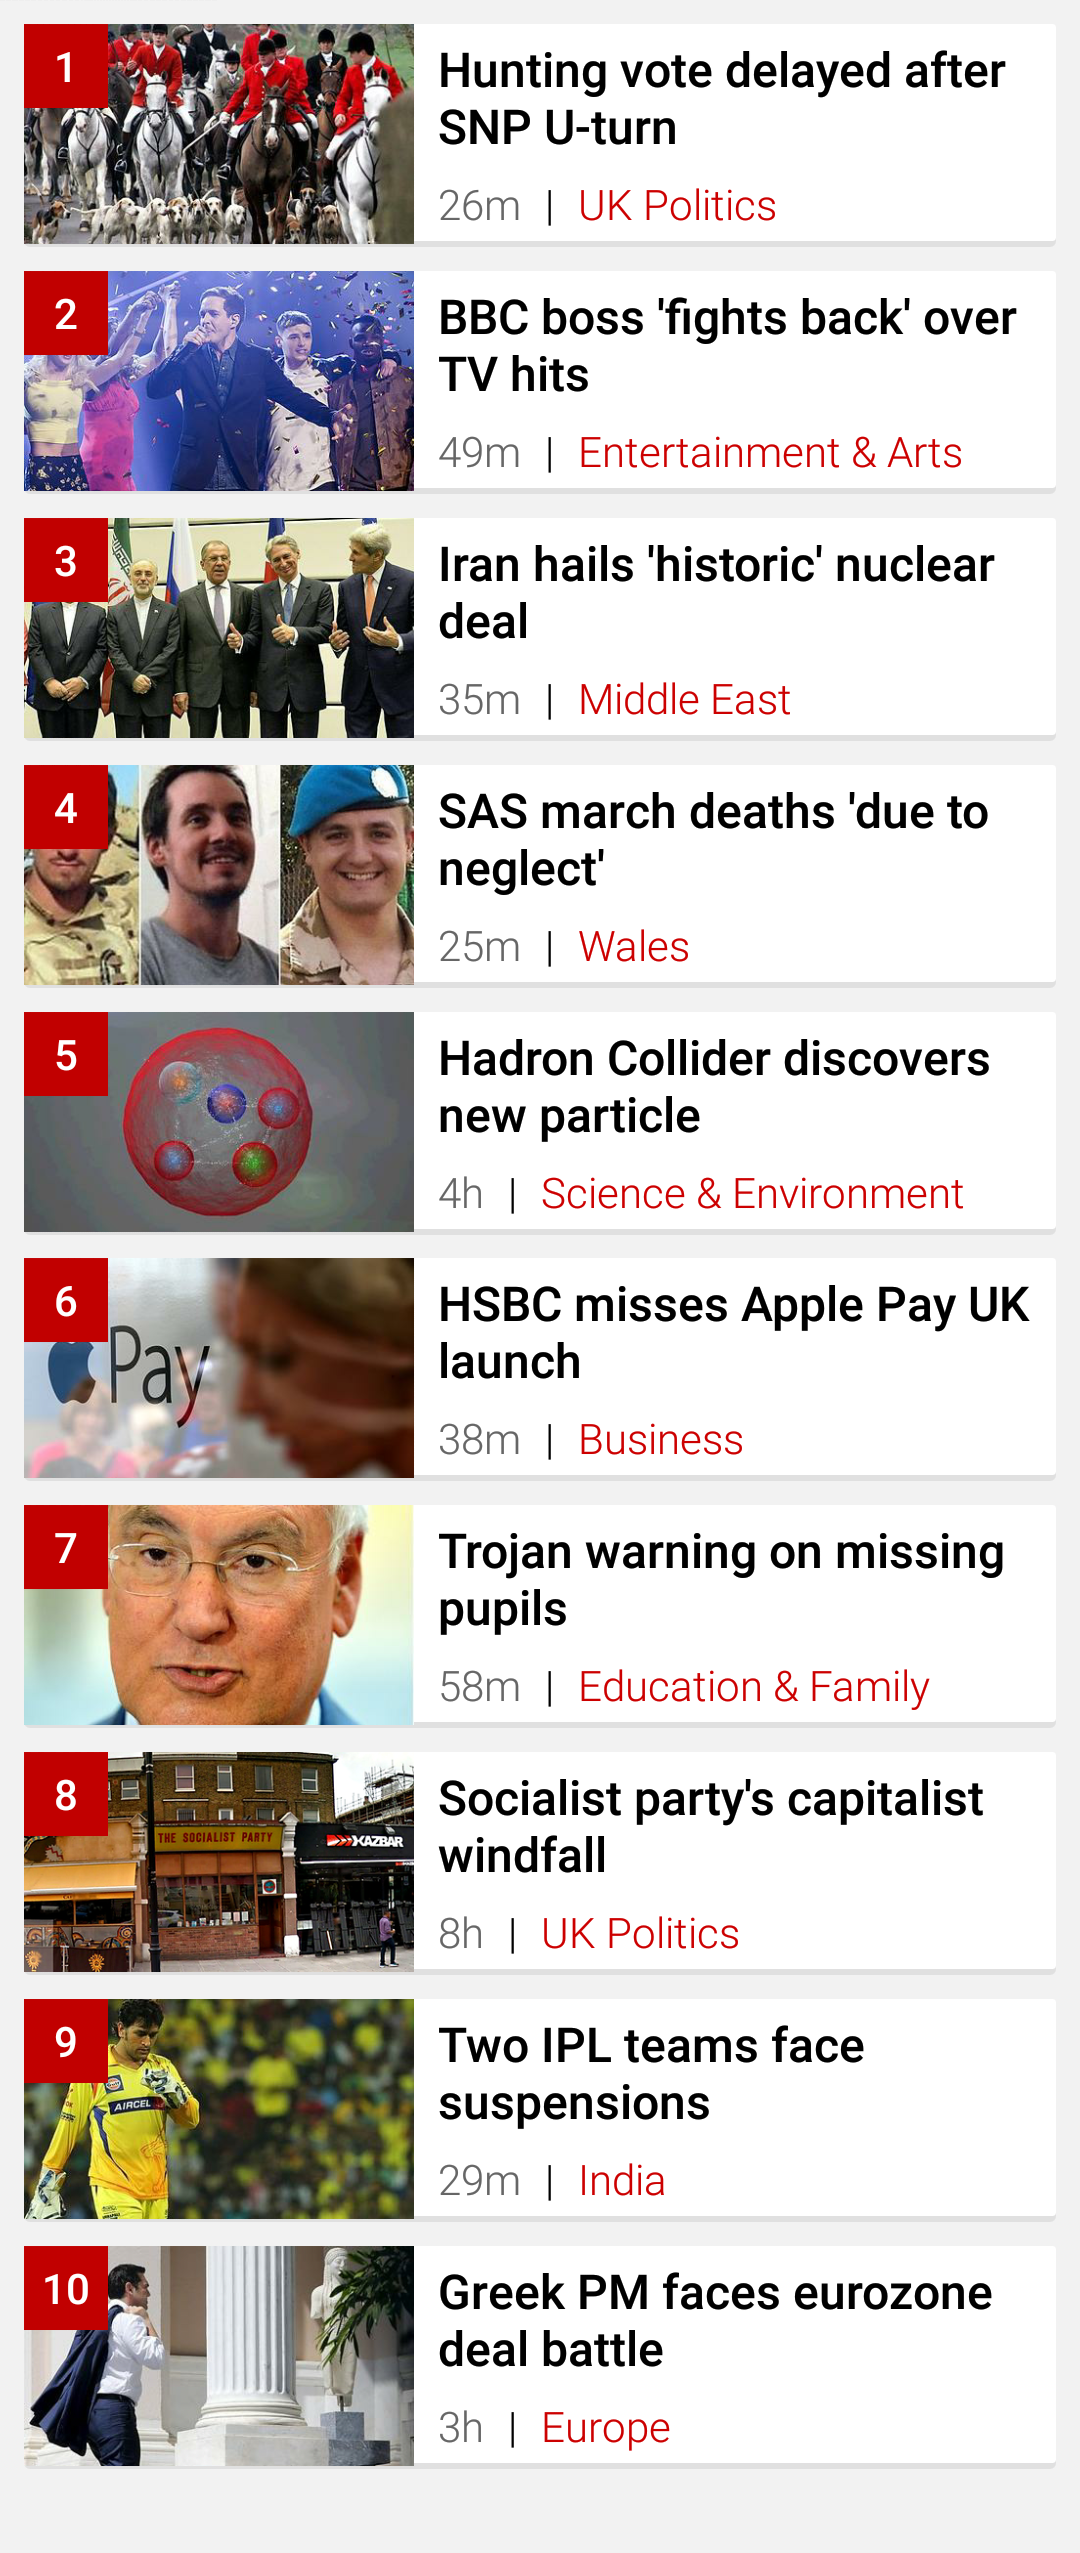 1
Hunting vote delayed after
SNP U-turn
26m | UK Politics
2
BBC boss 'fights back' over
TV hits
49m | Entertainment & Arts
3
Iran hails 'historic' nuclear
deal
35m | Middle East
4
SAS march deaths 'due to
neglect'
25m | Wales
5
Hadron Collider discovers
new particle
4h | Science & Environment
6
Pay
HSBC misses Apple Pay UK
launch
38m | Business
7
Trojan warning on missing
pupils
58m | Education & Family
8
THE SOCIALIST PARTY
KAZBAR
Socialist party's capitalist
windfall
8h | UK Politics
9
AIRCEL
Two IPL teams face
suspensions
29m | India
10
Greek PM faces eurozone
deal battle
3h | Europe